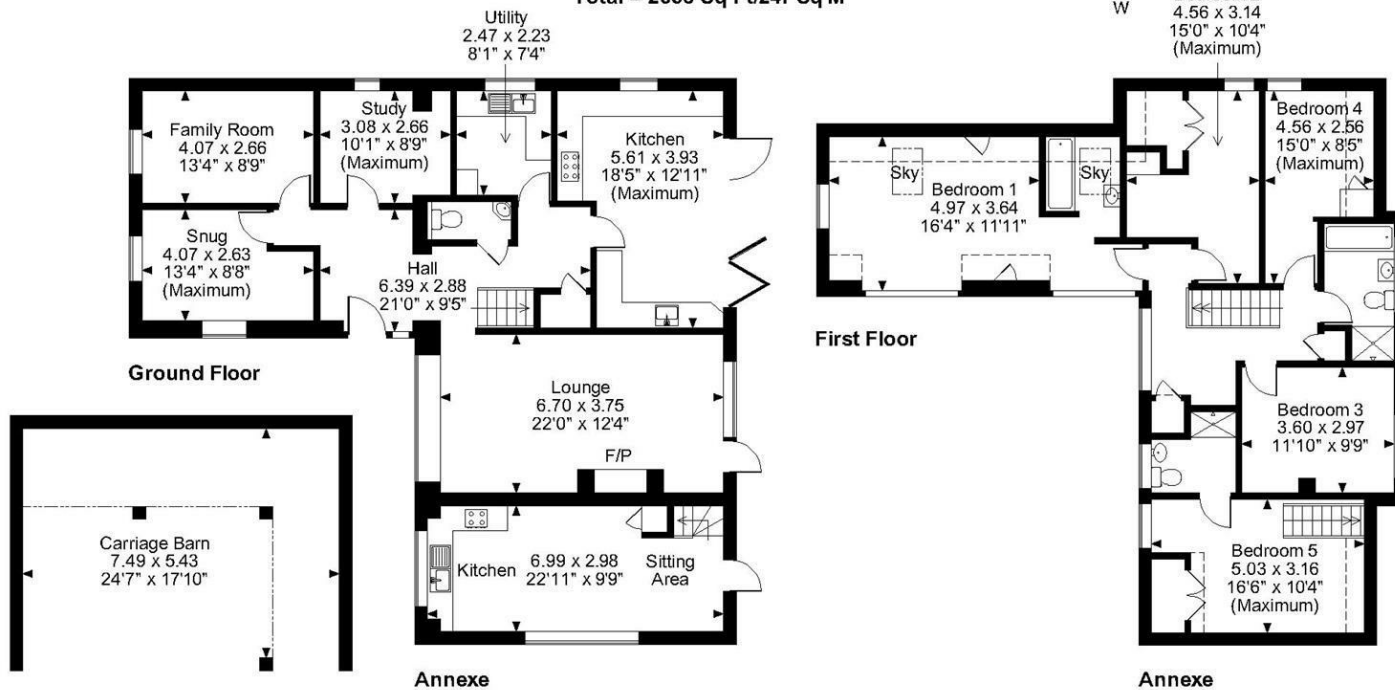 Total = Sq Ft/247 Sq M
Utility
2.47 x 2.23
8'1" x 7'4"
Family Room
4.07 x 2.66
13'4" x 8'9"
Study
3.08 x 2.66
10'1" x 8'9"
(Maximum)
Kitchen
5.61 x 3.93
18'5" x 12'11"
(Maximum)
Snug
4.07 x 2.63
13'4" x 8'8"
(Maximum)
Hall
6.39 x 2.88
21'0" x 9'5"
Ground Floor
Lounge
6.70 x 3.75
22'0" x 12'4"
F/P
Carriage Barn
7.49 x 5.43
24'7" x 17'10"
Kitchen
6.99 x 2.98
22'11" x 9'9"
Sitting
Area
Annexe
W
4.56 x 3.14
15'0" x 10'4"
(Maximum)
Bedroom 4
4.56 x 2.56
15'0" x 8'5"
(Maximum)
Sky
Bedroom 1
4.97 x 3.64
16'4" x 11'11"
Sky
First Floor
Bedroom 3
3.60 x 2.97
11'10" x 9'9"
Bedroom 5
5.03 x 3.16
16'6" x 10'4"
(Maximum)
Annexe